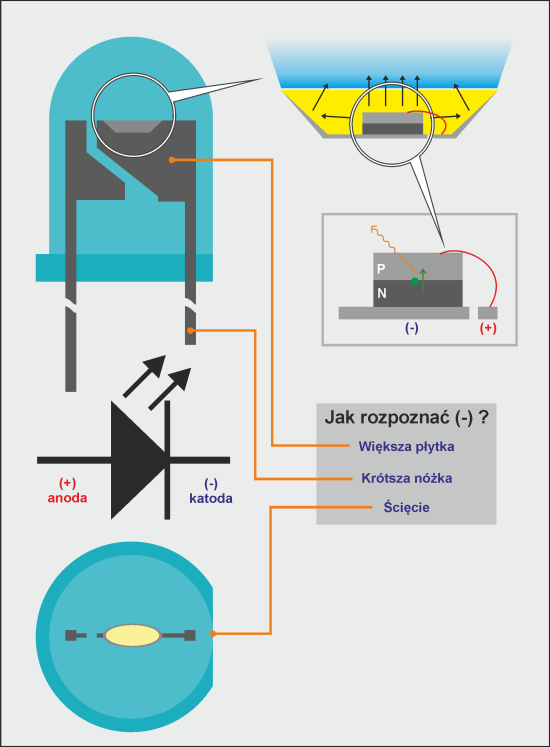 P
N
(-)
(+)
Jak rozpoznać (-) ?
Większa płytka
Krótsza nóżka
Ścięcie
(+)
anoda
(-)
katoda